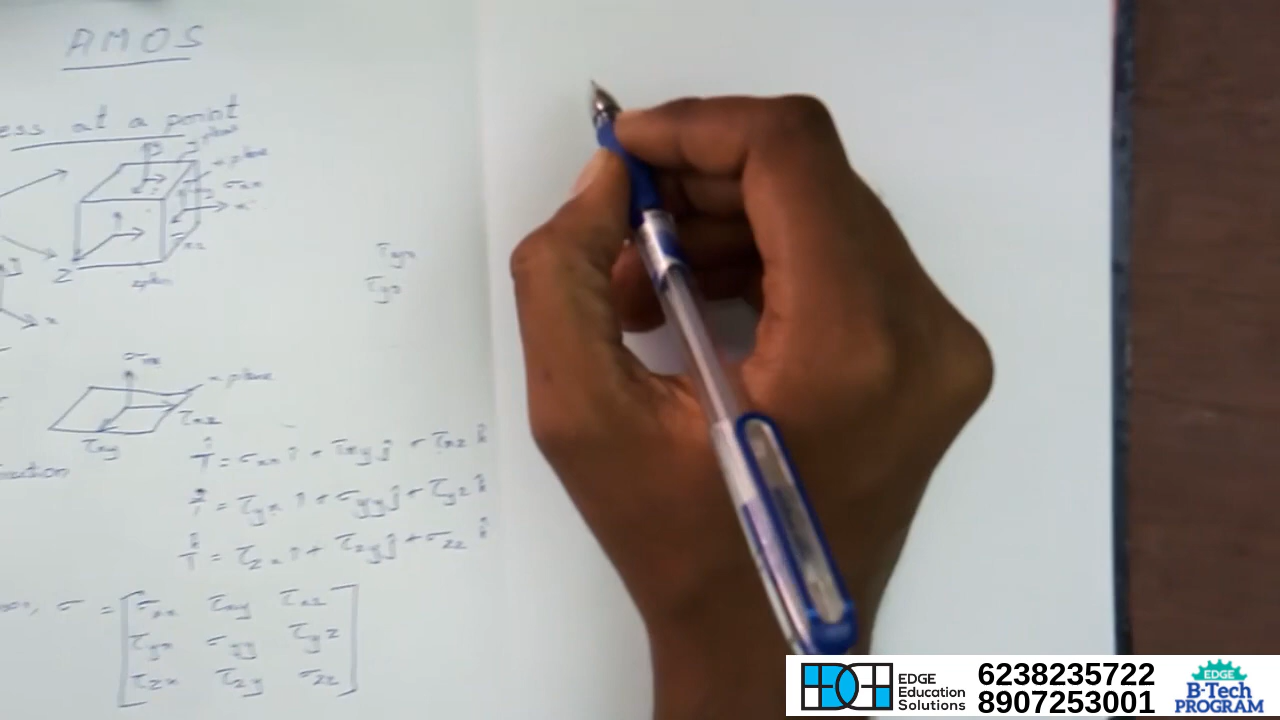 AMOS
ess at a point
y plane
x plane
σxx
x
τxz
Z
z plane
τyx
τyz
x
σxx
x plane
τxz
τxy
T̂ = σxx î + τxy ĵ + τxz k̂
T̂ = τyx î + σyy ĵ + τyz k̂
T̂ = τzx î + τzy ĵ + σzz k̂
σ = [ σxx τxy τxz
τyx σyy τyz
τzx τzy σzz ]
EDGE
Education
Solutions
6238235722
8907253001
EDGE
B-Tech
PROGRAM